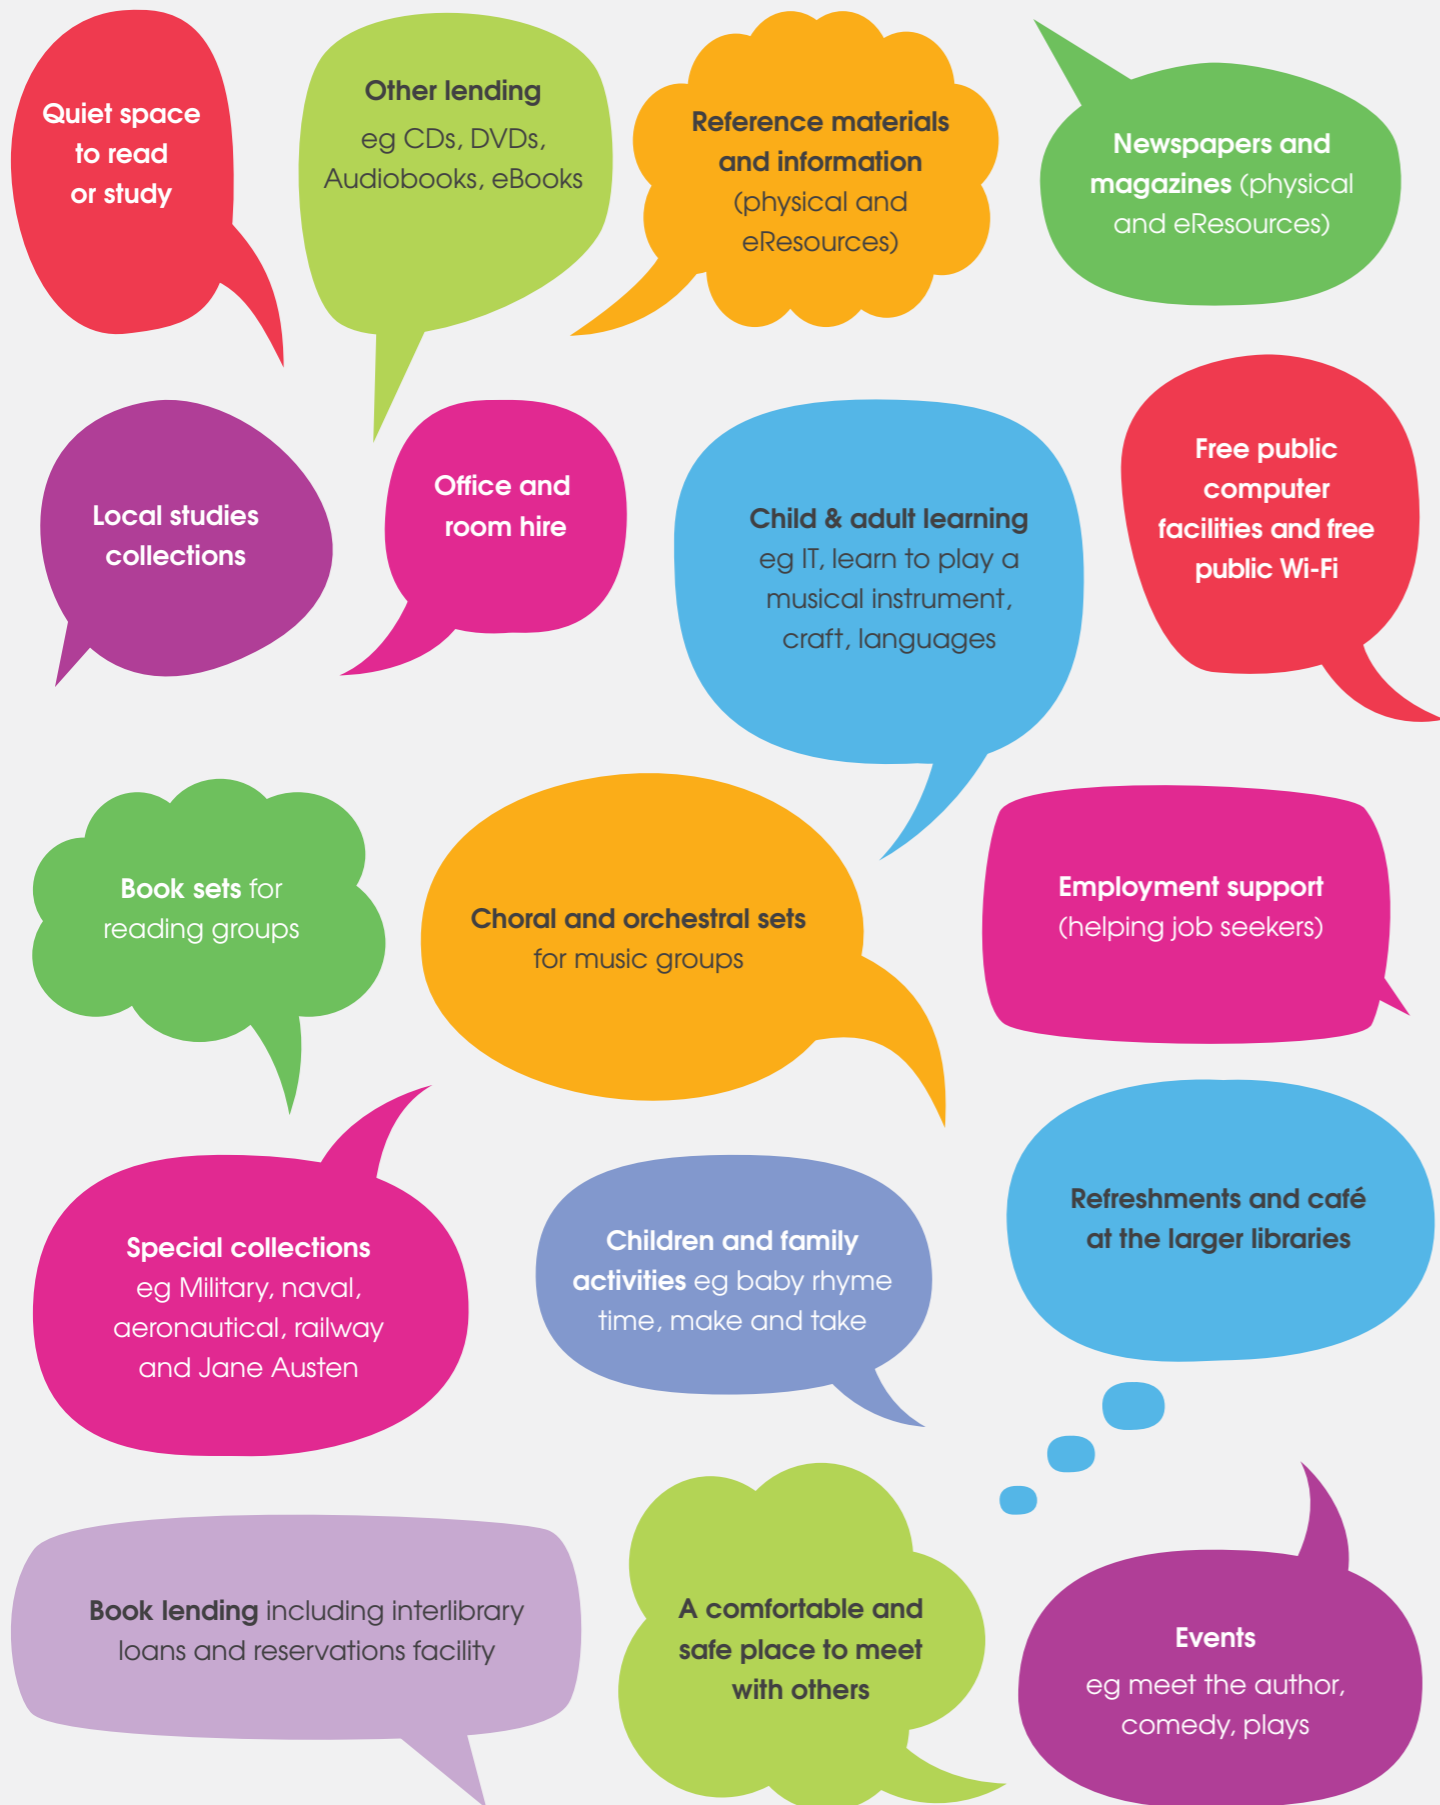 Quiet space
to read
or study
Other lending
eg CDs, DVDs,
Audiobooks, eBooks
Reference materials
and information
(physical and
eResources)
Newspapers and
magazines (physical
and eResources)
Local studies
collections
Office and
room hire
Child & adult learning
eg IT, learn to play a
musical instrument,
craft, languages
Free public
computer
facilities and free
public Wi-Fi
Book sets for
reading groups
Choral and orchestral sets
for music groups
Employment support
(helping job seekers)
Special collections
eg Military, naval,
aeronautical, railway
and Jane Austen
Children and family
activities eg baby rhyme
time, make and take
Refreshments and café
at the larger libraries
Book lending including interlibrary
loans and reservations facility
A comfortable and
safe place to meet
with others
Events
eg meet the author,
comedy, plays